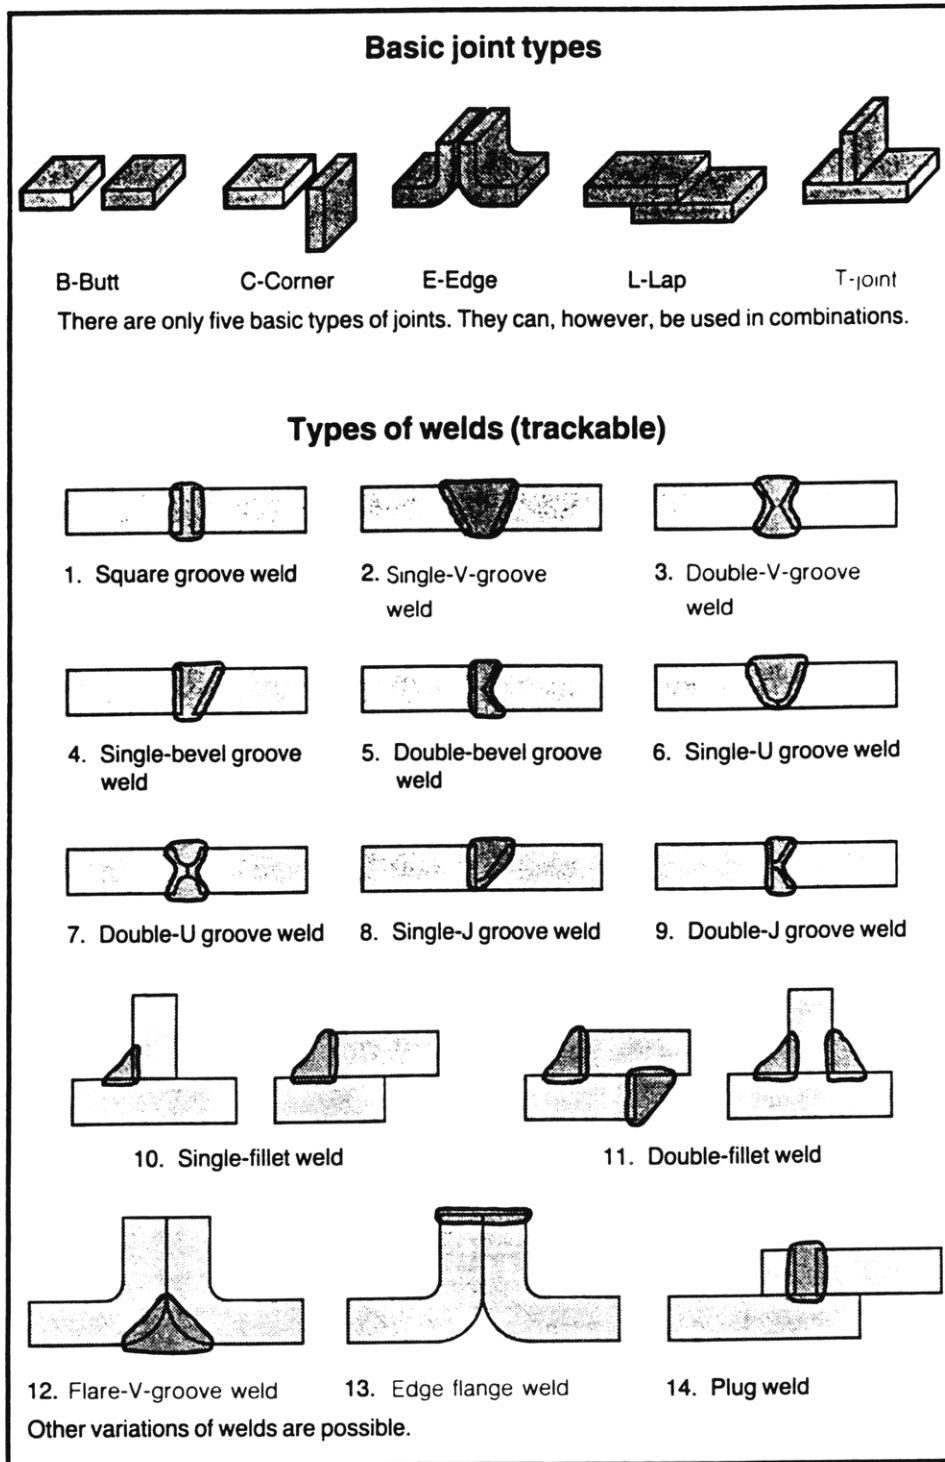 Basic joint types
B-Butt C-Corner E-Edge L-Lap T-joint
There are only five basic types of joints. They can, however, be used in combinations.
Types of welds (trackable)
1. Square groove weld 2. Single-V-groove weld 3. Double-V-groove weld
4. Single-bevel groove weld 5. Double-bevel groove weld 6. Single-U groove weld
7. Double-U groove weld 8. Single-J groove weld 9. Double-J groove weld
10. Single-fillet weld 11. Double-fillet weld
12. Flare-V-groove weld 13. Edge flange weld 14. Plug weld
Other variations of welds are possible.